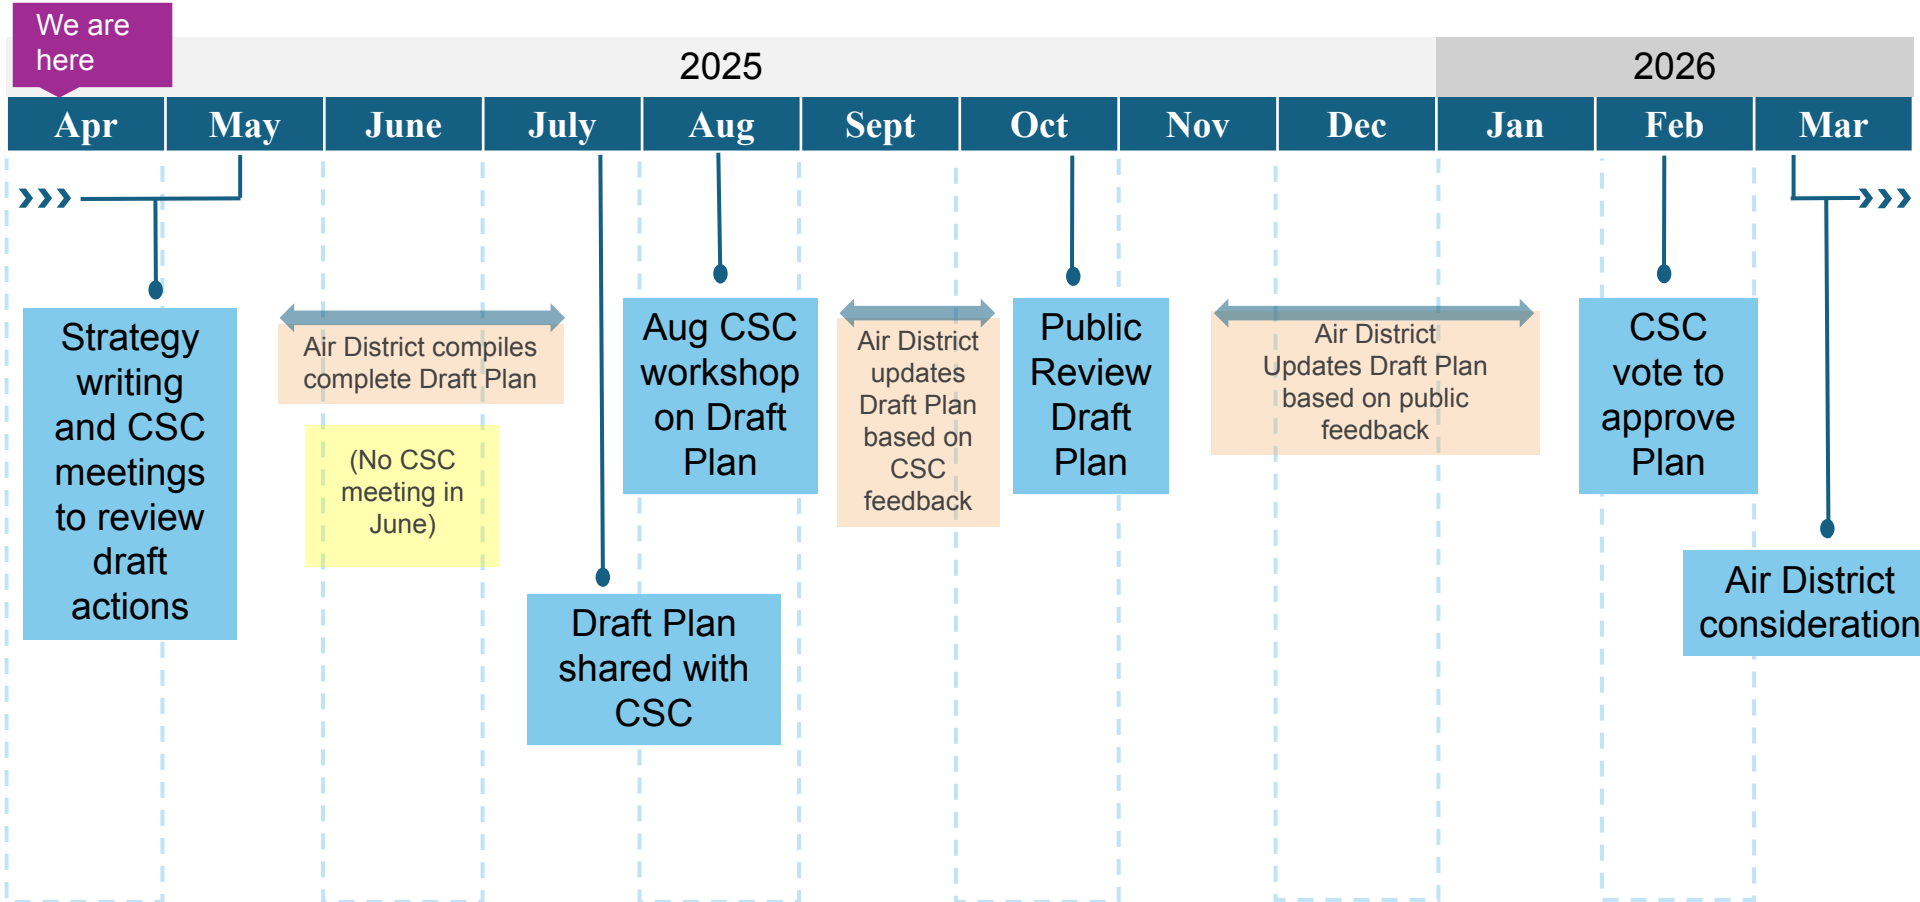 We are
here
2025
2026
Apr
May
June
July
Aug
Sept
Oct
Nov
Dec
Jan
Feb
Mar
Strategy
writing
and CSC
meetings
to review
draft
actions
Air District compiles
complete Draft Plan
(No CSC
meeting in
June)
Draft Plan
shared with
CSC
Aug CSC
workshop
on Draft
Plan
Air District
updates
Draft Plan
based on
CSC
feedback
Public
Review
Draft
Plan
Air District
Updates Draft Plan
based on public
feedback
CSC
vote to
approve
Plan
Air District
consideration